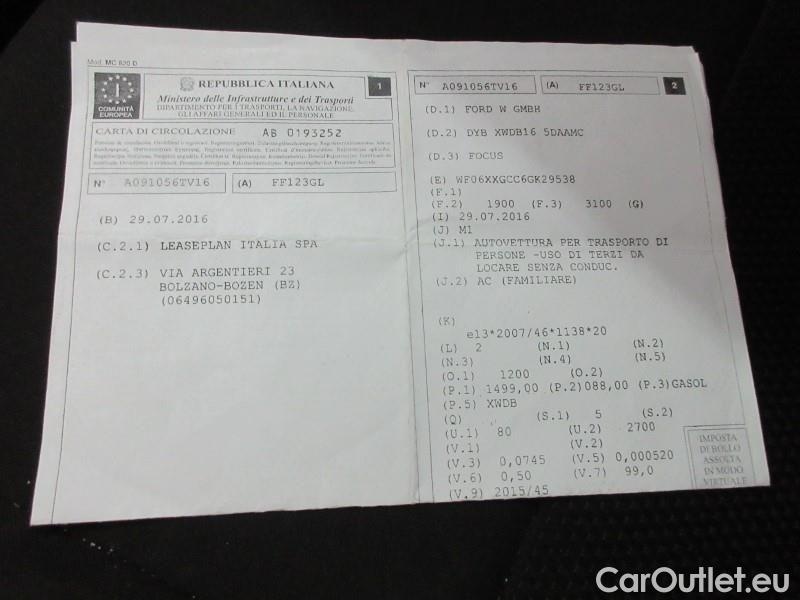 Mod. MC 820 D
COMUNITÀ
EUROPEA
REPUBBLICA ITALIANA
1
Ministero delle Infrastrutture e dei Trasporti
DIPARTIMENTO PER I TRASPORTI, LA NAVIGAZIONE,
GLI AFFARI GENERALI ED IL PERSONALE
CARTA DI CIRCOLAZIONE AB 0193252
N° A091056TV16 (A) FF123GL
(B) 29.07.2016
(C.2.1) LEASEPLAN ITALIA SPA
(C.2.3) VIA ARGENTIERI 23
BOLZANO-BOZEN (BZ)
(06496050151)
N° A091056TV16 (A) FF123GL 2
(D.1) FORD W GMBH
(D.2) DYB XWDB16 5DAAMC
(D.3) FOCUS
(E) WF06XXGCC6GK29538
(F.1)
(F.2) 1900 (F.3) 3100 (G)
(I) 29.07.2016
(J) M1
(J.1) AUTOVETTURA PER TRASPORTO DI
PERSONE -USO DI TERZI DA
LOCARE SENZA CONDUC.
(J.2) AC (FAMILIARE)
(K)
e13*2007/46*1138*20
(L) 2 (N.1) (N.2)
(N.3) (N.4) (N.5)
(O.1) 1200 (O.2)
(P.1) 1499,00 (P.2)088,00 (P.3)GASOL
(P.5) XWDB
(Q) (S.1) 5 (S.2)
(U.1) 80 (U.2) 2700
(V.1) (V.2)
(V.3) 0,0745 (V.5) 0,000520
(V.6) 0,50 (V.7) 99,0
(V.9) 2015/45
IMPOSTA
DI BOLLO
ASSOLTA
IN MODO
VIRTUALE
CarOutlet.eu